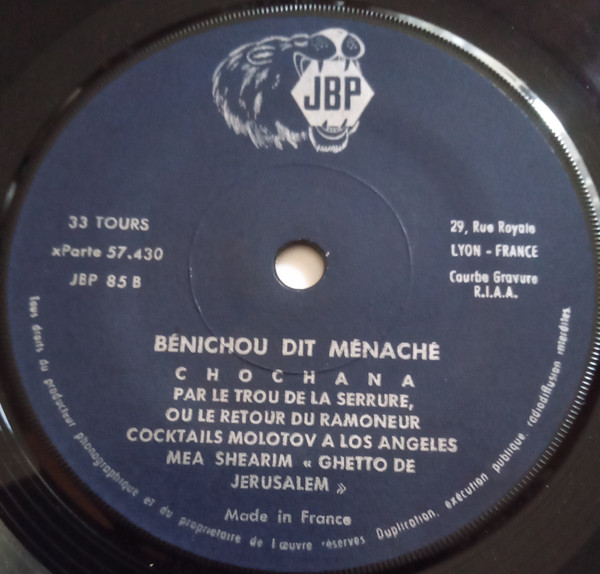 JBP
33 TOURS
xParte 57.430
JBP 85 B
29, Rue Royale
LYON - FRANCE
Courbe Gravure
R.I.A.A.
BÉNICHOU DIT MÉNACHÉ
CHOCHANA
PAR LE TROU DE LA SERRURE,
OU LE RETOUR DU RAMONEUR
COCKTAILS MOLOTOV A LOS ANGELES
MEA SHEARIM « GHETTO DE
JERUSALEM »
Made in France
Tous droits du producteur phonographique et du proprietaire de l œuvre réserves Duplication, exécution publique, radiodiffusion interdites.